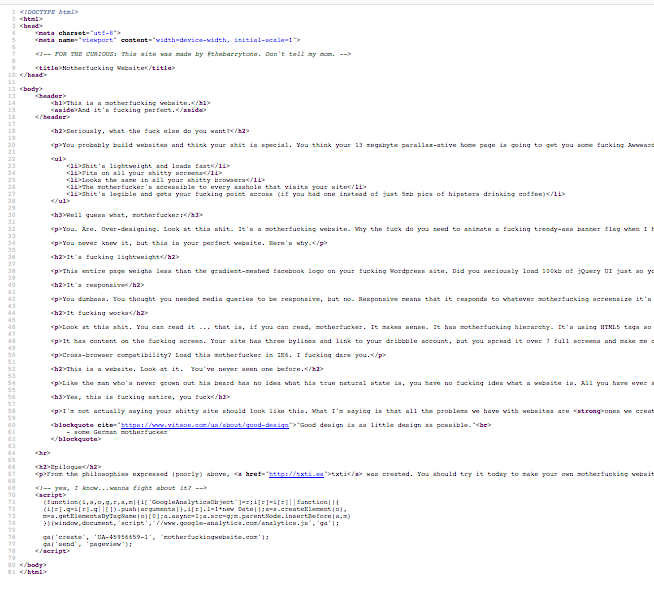 <!DOCTYPE html>
<html>
<head>
<meta charset="utf-8">
<meta name="viewport" content="width=device-width, initial-scale=1">
<!-- FOR THE CURIOUS: This site was made by @thebarrytone. Don't tell my mom. -->
<title>Motherfucking Website</title>
</head>
<body>
<header>
<h1>This is a motherfucking website.</h1>
<aside>And it's fucking perfect.</aside>
</header>
<h2>Seriously, what the fuck else do you want?</h2>
<p>You probably build websites and think your shit is special. You think your 13 megabyte parallax-ative home page is going to get you some fucking Awwward
<ul>
<li>Shit's lightweight and loads fast</li>
<li>Fits on all your shitty screens</li>
<li>Looks the same in all your shitty browsers</li>
<li>The motherfucker's accessible to every asshole that visits your site</li>
<li>Shit's legible and gets your fucking point across (if you had one instead of just 5mb pics of hipsters drinking coffee)</li>
</ul>
<h3>Well guess what, motherfucker:</h3>
<p>You. Are. Over-designing. Look at this shit. It's a motherfucking website. Why the fuck do you need to animate a fucking trendy-ass banner flag when I h
<p>You never knew it, but this is your perfect website. Here's why.</p>
<h2>It's fucking lightweight</h2>
<p>This entire page weighs less than the gradient-meshed facebook logo on your fucking Wordpress site. Did you seriously load 100kb of jQuery UI just so yo
<h2>It's responsive</h2>
<p>You dumbass. You thought you needed media queries to be responsive, but no. Responsive means that it responds to whatever motherfucking screensize it's
<h2>It fucking works</h2>
<p>Look at this shit. You can read it ... that is, if you can read, motherfucker. It makes sense. It has motherfucking hierarchy. It's using HTML5 tags so
<p>It has content on the fucking screen. Your site has three bylines and link to your dribbble account, but you spread it over 7 full screens and make me c
<p>Cross-browser compatibility? Load this motherfucker in IE6. I fucking dare you.</p>
<h2>This is a website. Look at it.  You've never seen one before.</h2>
<p>Like the man who's never grown out his beard has no idea what his true natural state is, you have no fucking idea what a website is. All you have ever s
<h3>Yes, this is fucking satire, you fuck</h3>
<p>I'm not actually saying your shitty site should look like this. What I'm saying is that all the problems we have with websites are <strong>ones we creat
<blockquote cite="https://www.vitsoe.com/us/about/good-design">"Good design is as little design as possible."<br>
- some German motherfucker
</blockquote>
<hr>
<h2>Epilogue</h2>
<p>From the philosophies expressed (poorly) above, <a href="http://txti.es">txti</a> was created. You should try it today to make your own motherfucking websit
<!-- yes, I know...wanna fight about it? -->
<script>
(function(i,s,o,g,r,a,m){i['GoogleAnalyticsObject']=r;i[r]=i[r]||function(){
(i[r].q=i[r].q||[]).push(arguments)},i[r].l=1*new Date();a=s.createElement(o),
m=s.getElementsByTagName(o)[0];a.async=1;a.src=g;m.parentNode.insertBefore(a,m)
})(window,document,'script','//www.google-analytics.com/analytics.js','ga');
ga('create', 'UA-45956659-1', 'motherfuckingwebsite.com');
ga('send', 'pageview');
</script>
</body>
</html>